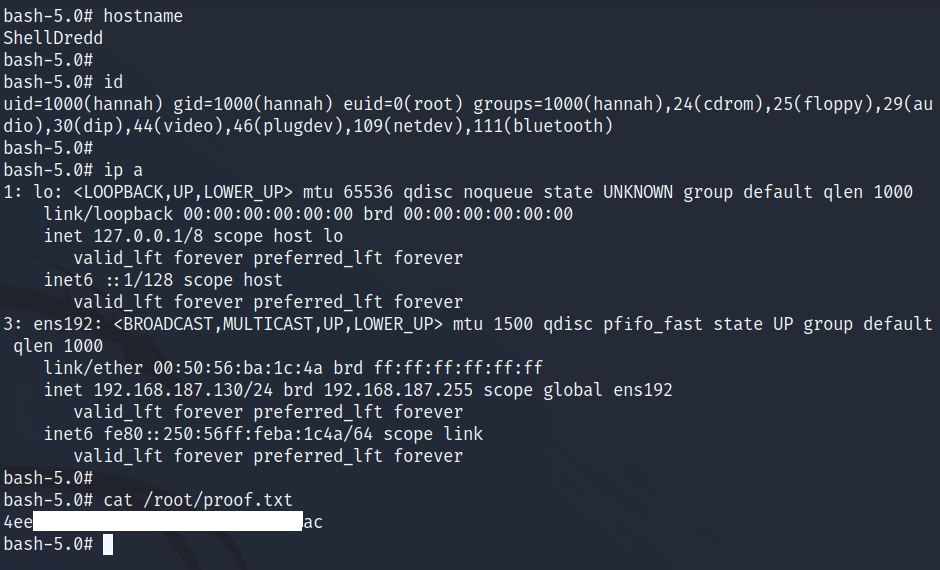 bash-5.0# hostname
ShellDredd
bash-5.0#
bash-5.0# id
uid=1000(hannah) gid=1000(hannah) euid=0(root) groups=1000(hannah),24(cdrom),25(floppy),29(au
dio),30(dip),44(video),46(plugdev),109(netdev),111(bluetooth)
bash-5.0#
bash-5.0# ip a
1: lo: <LOOPBACK,UP,LOWER_UP> mtu 65536 qdisc noqueue state UNKNOWN group default qlen 1000
    link/loopback 00:00:00:00:00:00 brd 00:00:00:00:00:00
    inet 127.0.0.1/8 scope host lo
       valid_lft forever preferred_lft forever
    inet6 ::1/128 scope host
       valid_lft forever preferred_lft forever
3: ens192: <BROADCAST,MULTICAST,UP,LOWER_UP> mtu 1500 qdisc pfifo_fast state UP group default
 qlen 1000
    link/ether 00:50:56:ba:1c:4a brd ff:ff:ff:ff:ff:ff
    inet 192.168.187.130/24 brd 192.168.187.255 scope global ens192
       valid_lft forever preferred_lft forever
    inet6 fe80::250:56ff:feba:1c4a/64 scope link
       valid_lft forever preferred_lft forever
bash-5.0#
bash-5.0# cat /root/proof.txt
4ee ac
bash-5.0#